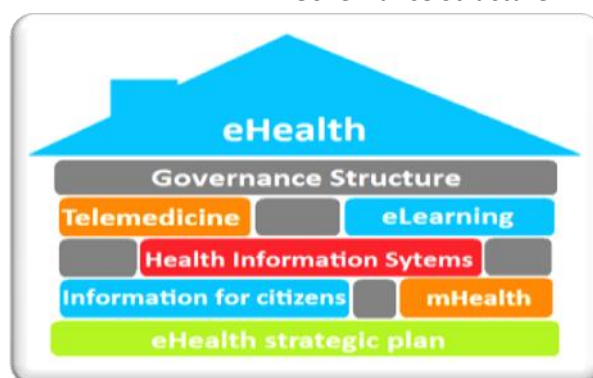 eHealth
Governance Structure
Telemedicine eLearning
Health Information Sytems
Information for citizens mHealth
eHealth strategic plan